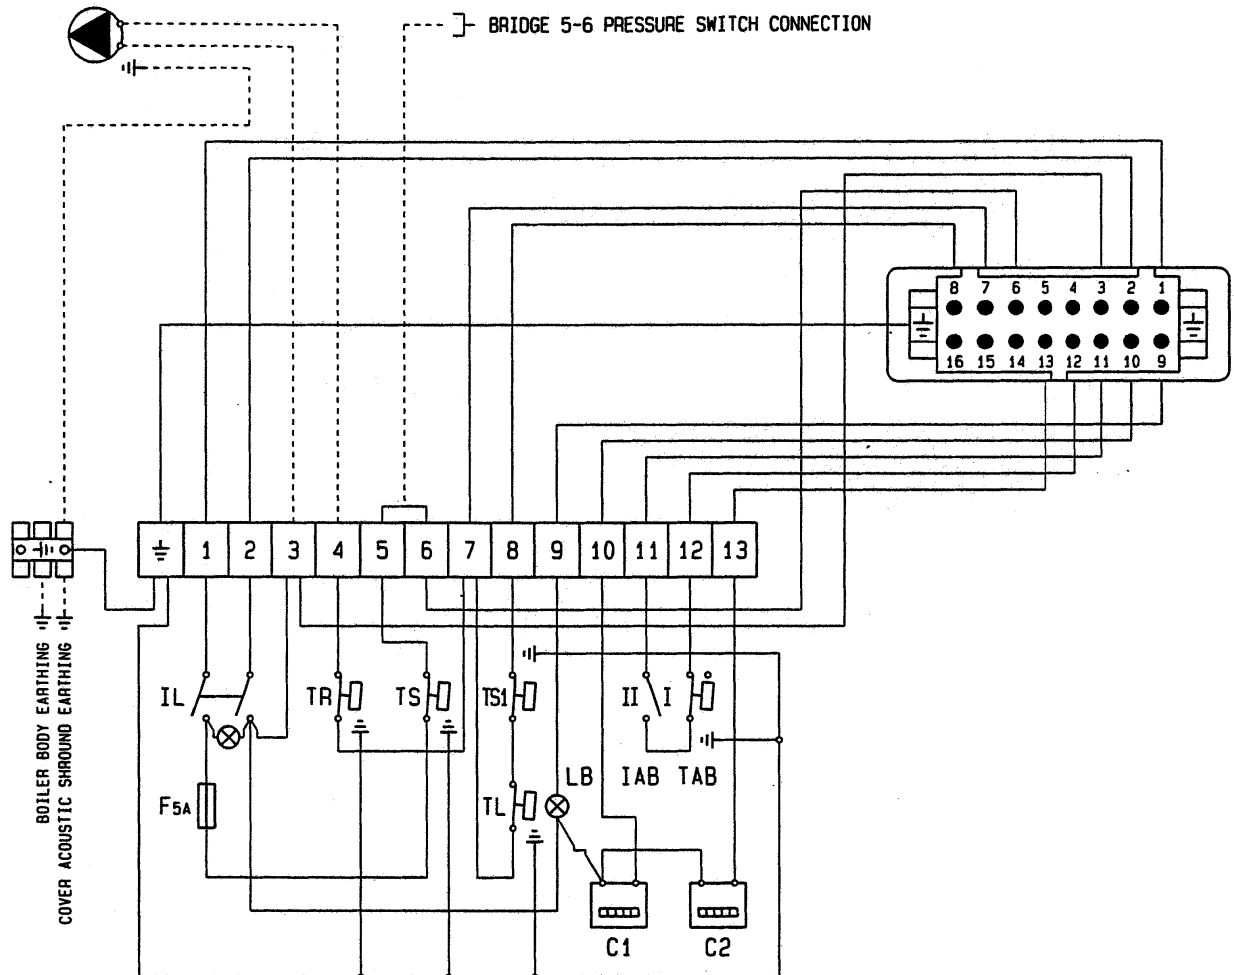 BRIDGE 5-6 PRESSURE SWITCH CONNECTION
8 7 6 5 4 3 2 1
16 15 14 13 12 11 10 9
1 2 3 4 5 6 7 8 9 10 11 12 13
BOILER BODY EARTHING
COVER ACOUSTIC SHROUND EARTHING
IL TR TS TS1 II I
LB IAB TAB
F5A TL
C1 C2